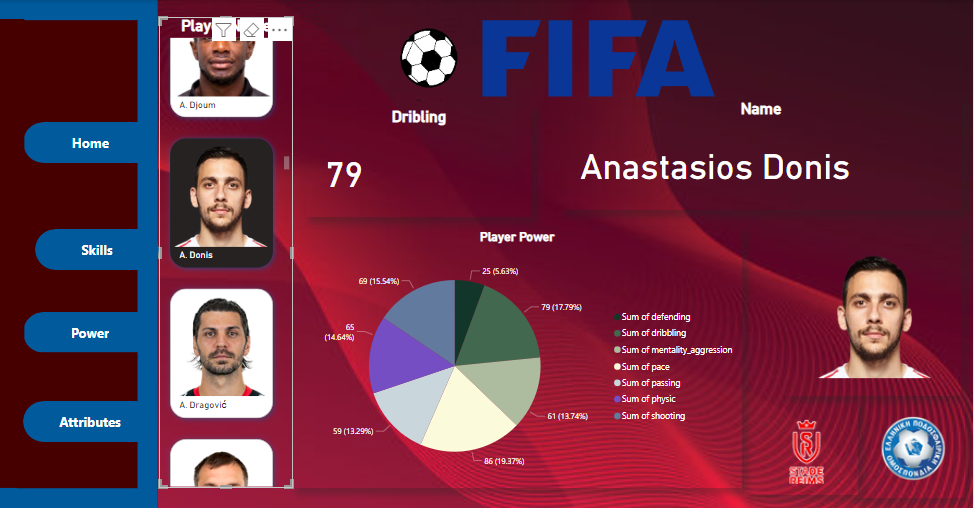 Home
Skills
Power
Attributes
A. Djoum
A. Donis
A. Dragović
FIFA
Dribling
79
Name
Anastasios Donis
Player Power
25 (5.63%)
79 (17.79%)
61 (13.74%)
86 (19.37%)
59 (13.29%)
65
(14.64%)
69 (15.54%)
Sum of defending
Sum of dribbling
Sum of mentality_aggression
Sum of pace
Sum of passing
Sum of physic
Sum of shooting
STADE
REIMS
ΕΛΛΗΝΙΚΗ ΠΟΔΟΣΦΑΙΡΙΚΗ
ΟΜΟΣΠΟΝΔΙΑ